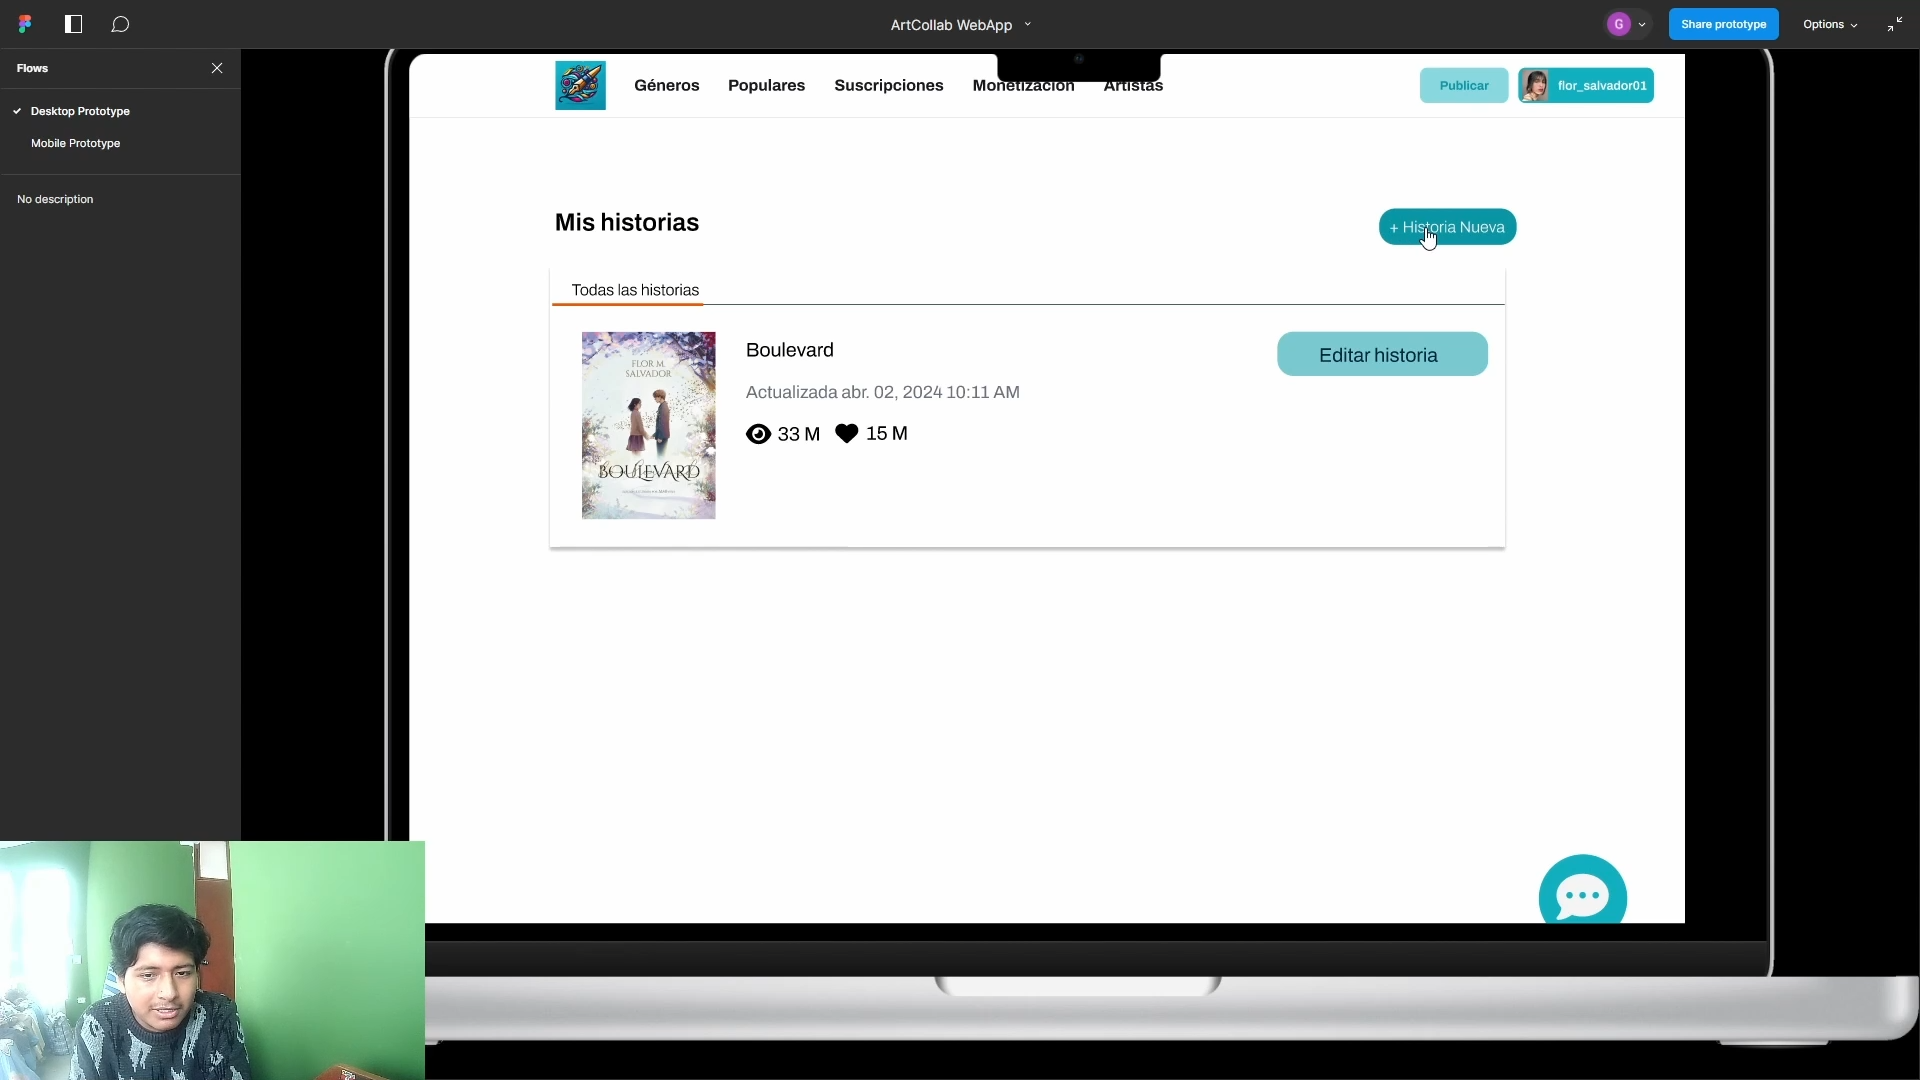 ArtCollab WebApp
G
Share prototype
Options
Flows
Desktop Prototype
Mobile Prototype
No description
Géneros
Populares
Suscripciones
Monetización
Artistas
Publicar
flor_salvador01
Mis historias
+ Historia Nueva
Todas las historias
FLOR M.
SALVADOR
BOULEVARD
Boulevard
Actualizada abr. 02, 2024 10:11 AM
33 M
15 M
Editar historia